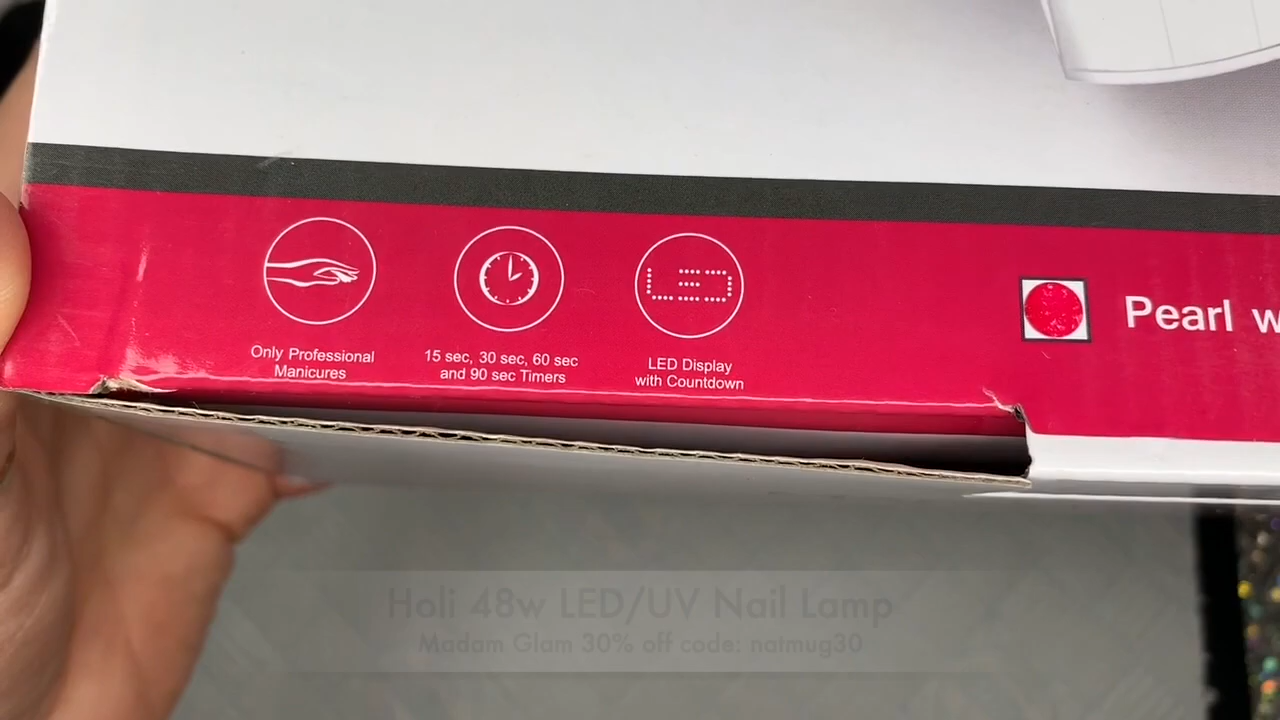 Only Professional
Manicures
15 sec, 30 sec, 60 sec
and 90 sec Timers
LED
LED Display
with Countdown
Pearl
Holi 48w LED/UV Nail Lamp
Madam Glam 30% off code: natmug30